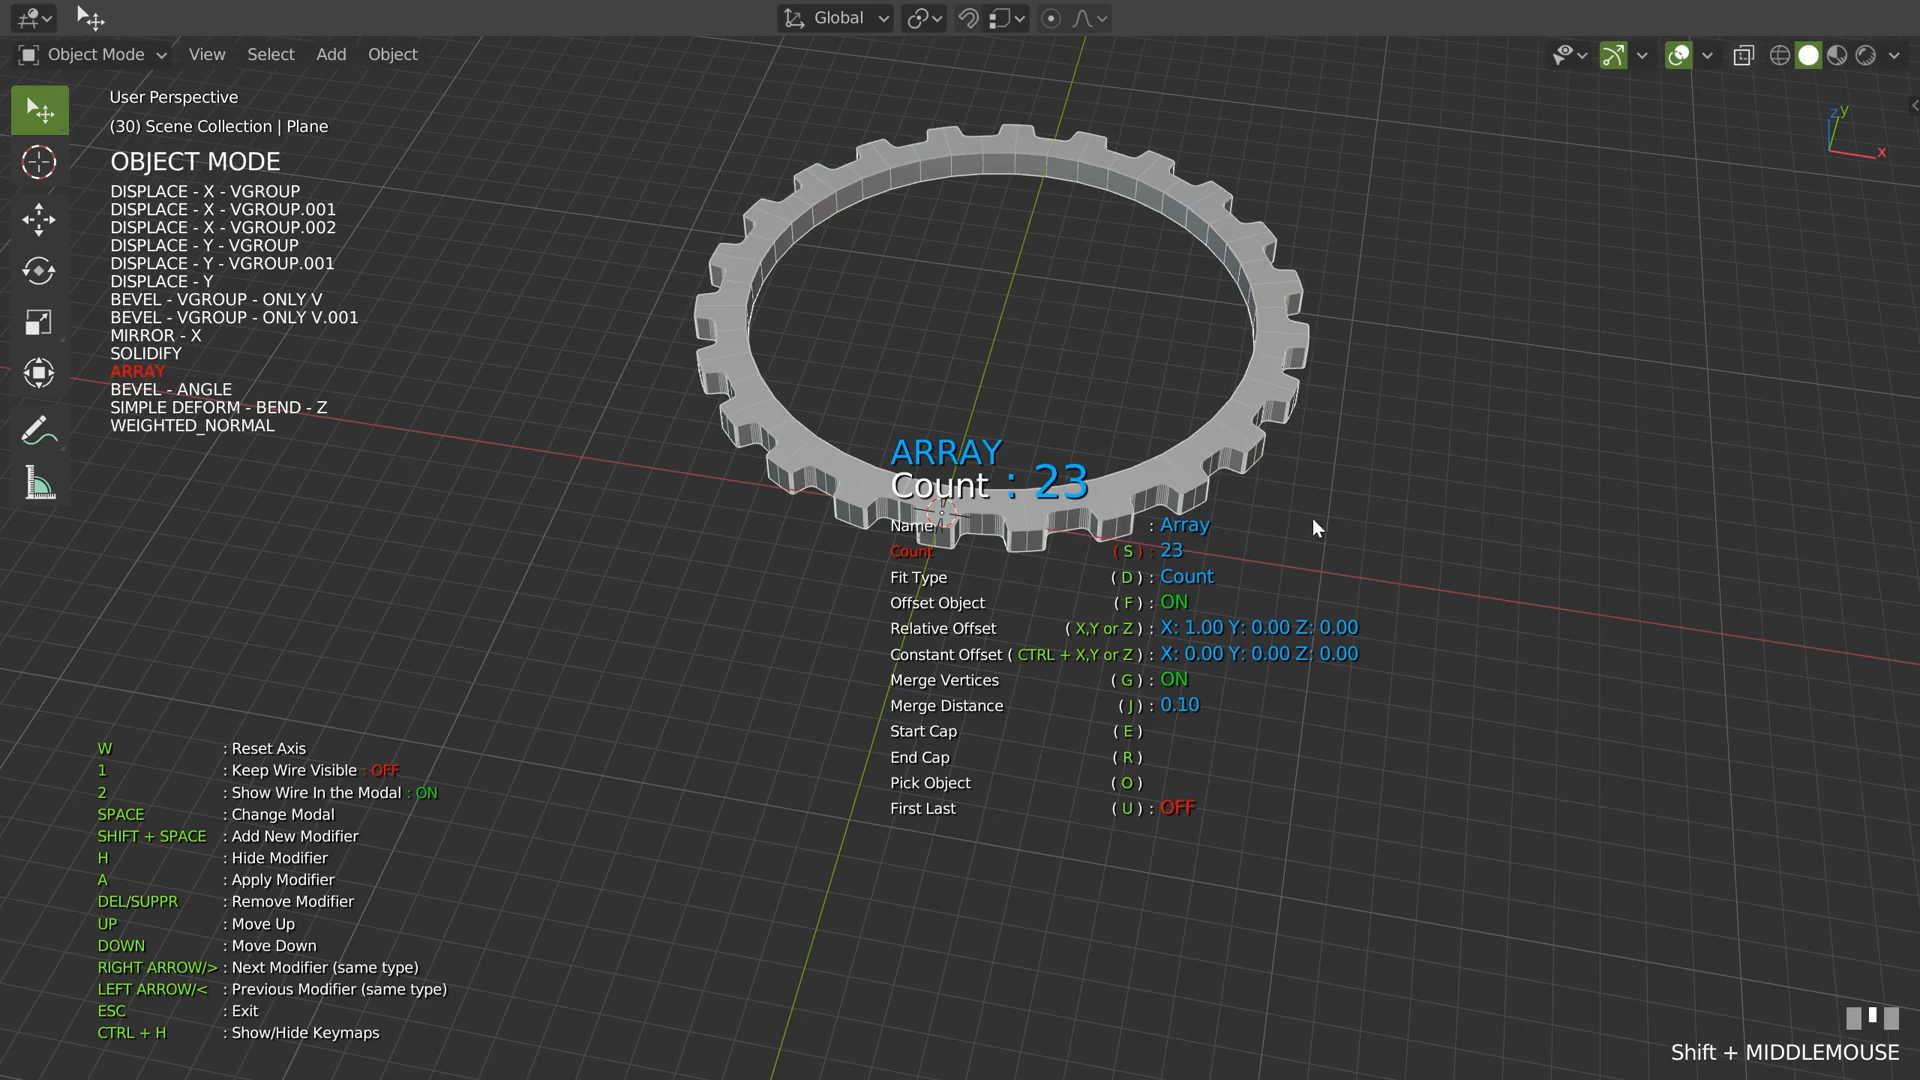 Global
Object Mode View Select Add Object
User Perspective
(30) Scene Collection | Plane
OBJECT MODE
DISPLACE - X - VGROUP
DISPLACE - X - VGROUP.001
DISPLACE - X - VGROUP.002
DISPLACE - Y - VGROUP
DISPLACE - Y - VGROUP.001
DISPLACE - Y
BEVEL - VGROUP - ONLY V
BEVEL - VGROUP - ONLY V.001
MIRROR - X
SOLIDIFY
ARRAY
BEVEL - ANGLE
SIMPLE DEFORM - BEND - Z
WEIGHTED_NORMAL
z y
x
ARRAY
Count : 23
Name : Array
Count ( S ) : 23
Fit Type ( D ) : Count
Offset Object ( F ) : ON
Relative Offset ( X,Y or Z ) : X: 1.00 Y: 0.00 Z: 0.00
Constant Offset ( CTRL + X,Y or Z ) : X: 0.00 Y: 0.00 Z: 0.00
Merge Vertices ( G ) : ON
Merge Distance ( J ) : 0.10
Start Cap ( E )
End Cap ( R )
Pick Object ( O )
First Last ( U ) : OFF
W : Reset Axis
1 : Keep Wire Visible : OFF
2 : Show Wire In the Modal : ON
SPACE : Change Modal
SHIFT + SPACE : Add New Modifier
H : Hide Modifier
A : Apply Modifier
DEL/SUPPR : Remove Modifier
UP : Move Up
DOWN : Move Down
RIGHT ARROW/> : Next Modifier (same type)
LEFT ARROW/< : Previous Modifier (same type)
ESC : Exit
CTRL + H : Show/Hide Keymaps
Shift + MIDDLEMOUSE